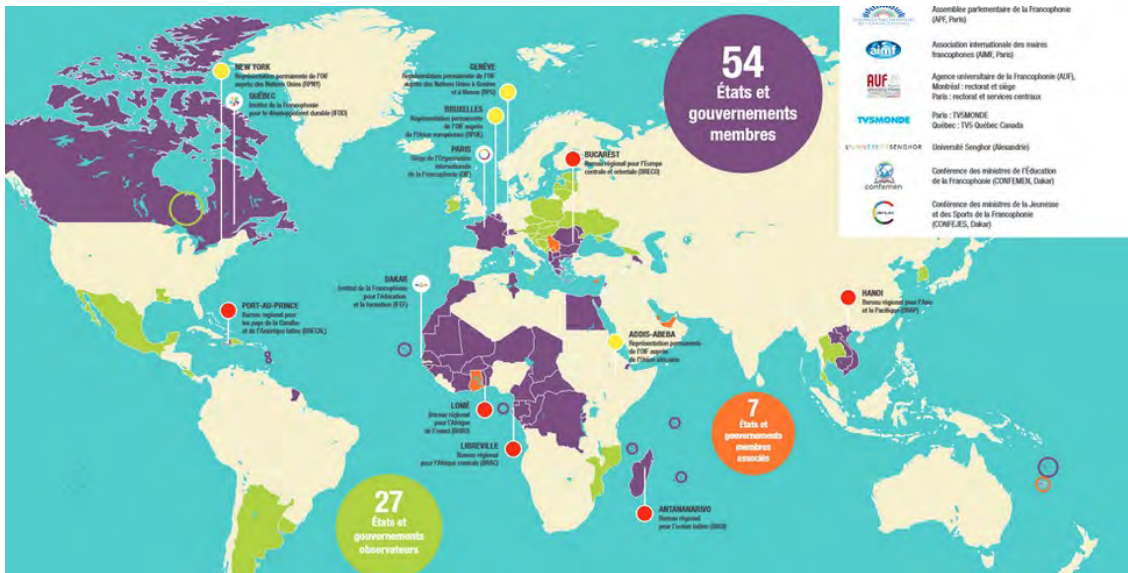 Assemblée parlementaire de la Francophonie
(APF, Paris)
aimf
Association internationale des maires
francophones (AIMF, Paris)
AUF
Agence universitaire de la Francophonie (AUF),
Montréal : rectorat et siège
Paris : rectorat et services centraux
TV5MONDE
Paris : TV5MONDE
Québec : TV5 Québec Canada
L'UNIVERSITÉSENGHOR
Université Senghor (Alexandrie)
confemen
Conférence des ministres de l'Éducation
de la Francophonie (CONFEMEN, Dakar)
Conférence des ministres de la Jeunesse
et des Sports de la Francophonie
(CONFEJES, Dakar)
54
États et
gouvernements
membres
NEW YORK
Représentation permanente de l'OIF
auprès des Nations Unies (RPNY)
QUÉBEC
Institut de la Francophonie
pour le développement durable (IFDD)
GENÈVE
Représentation permanente de l'OIF
auprès des Nations Unies à Genève
et à Vienne (RPG)
BRUXELLES
Représentation permanente
de l'OIF auprès
de l'Union européenne (RPUE)
PARIS
Siège de l'Organisation
internationale
de la Francophonie (OIF)
BUCAREST
Bureau régional pour l'Europe
centrale et orientale (BRECO)
DAKAR
Institut de la Francophonie
pour l'éducation
et la formation (IFEF)
PORT-AU-PRINCE
Bureau régional pour
les pays de la Caraïbe
et de l'Amérique latine (BRECAL)
ADDIS-ABEBA
Représentation permanente
de l'OIF auprès
de l'Union africaine
HANOI
Bureau régional pour l'Asie
et la Pacifique (BRAP)
LOMÉ
Bureau régional
pour l'Afrique
de l'ouest (BRAO)
LIBREVILLE
Bureau régional
pour l'Afrique centrale (BRAC)
7
États et
gouvernements
membres
associés
27
États et
gouvernements
observateurs
ANTANANARIVO
Bureau régional
pour l'océan Indien